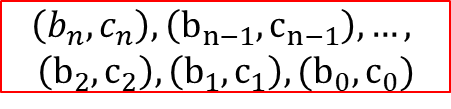 (bₙ, cₙ), (bₙ₋₁, cₙ₋₁), ...,
(b₂, c₂), (b₁, c₁), (b₀, c₀)